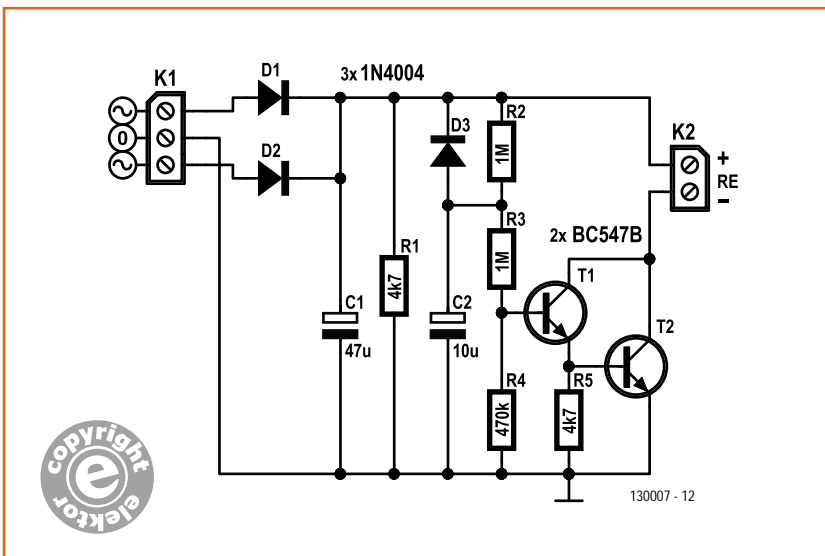 K1
0
D1
3x 1N4004
D2
D3
R2
1M
K2
+
RE
–
R3
1M
2x BC547B
R1
4k7
T1
C1
47u
C2
10u
T2
R4
470k
R5
4k7
copyright
e
elektor
130007 - 12